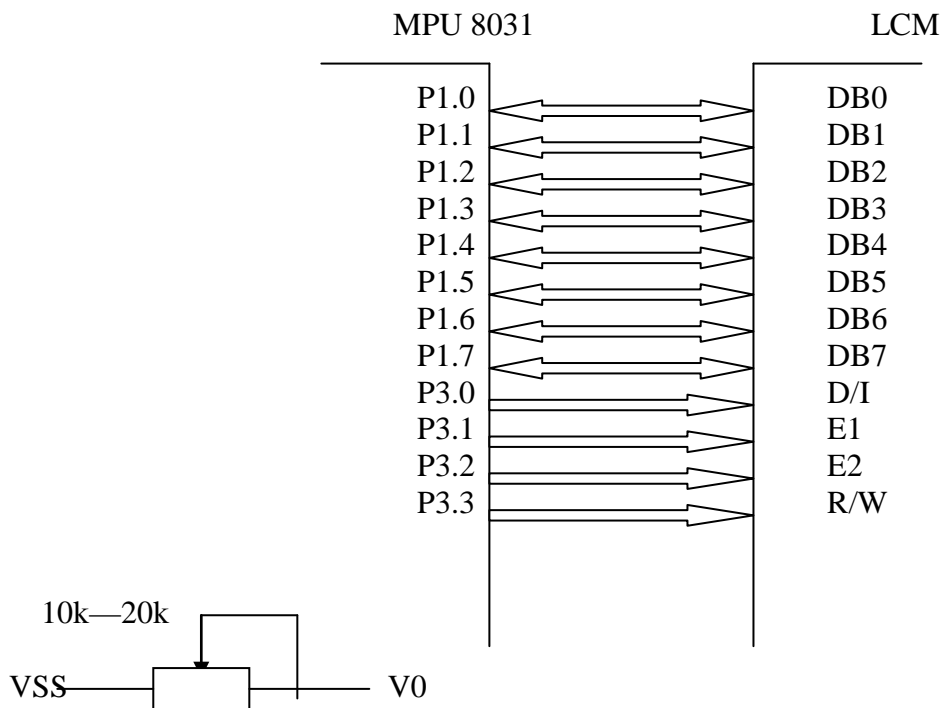 MPU 8031 LCM
P1.0 DB0
P1.1 DB1
P1.2 DB2
P1.3 DB3
P1.4 DB4
P1.5 DB5
P1.6 DB6
P1.7 DB7
P3.0 D/I
P3.1 E1
P3.2 E2
P3.3 R/W
10k—20k
VSS V0